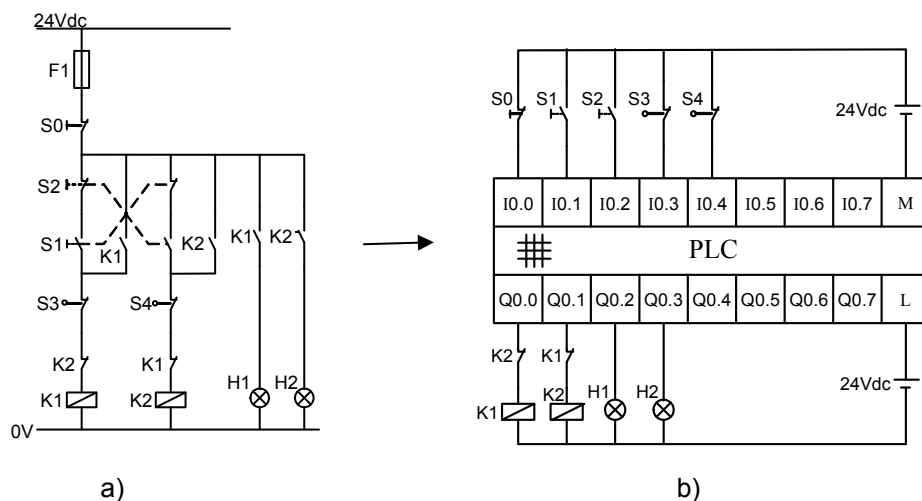 24Vdc
F1
S0
S2
S1
K1
K2
K1
K2
S3
S4
K2
K1
K1
K2
H1
H2
0V
a)
S0 S1 S2 S3 S4
24Vdc
I0.0 I0.1 I0.2 I0.3 I0.4 I0.5 I0.6 I0.7 M
PLC
Q0.0 Q0.1 Q0.2 Q0.3 Q0.4 Q0.5 Q0.6 Q0.7 L
K2 K1
24Vdc
K1 K2 H1 H2
b)